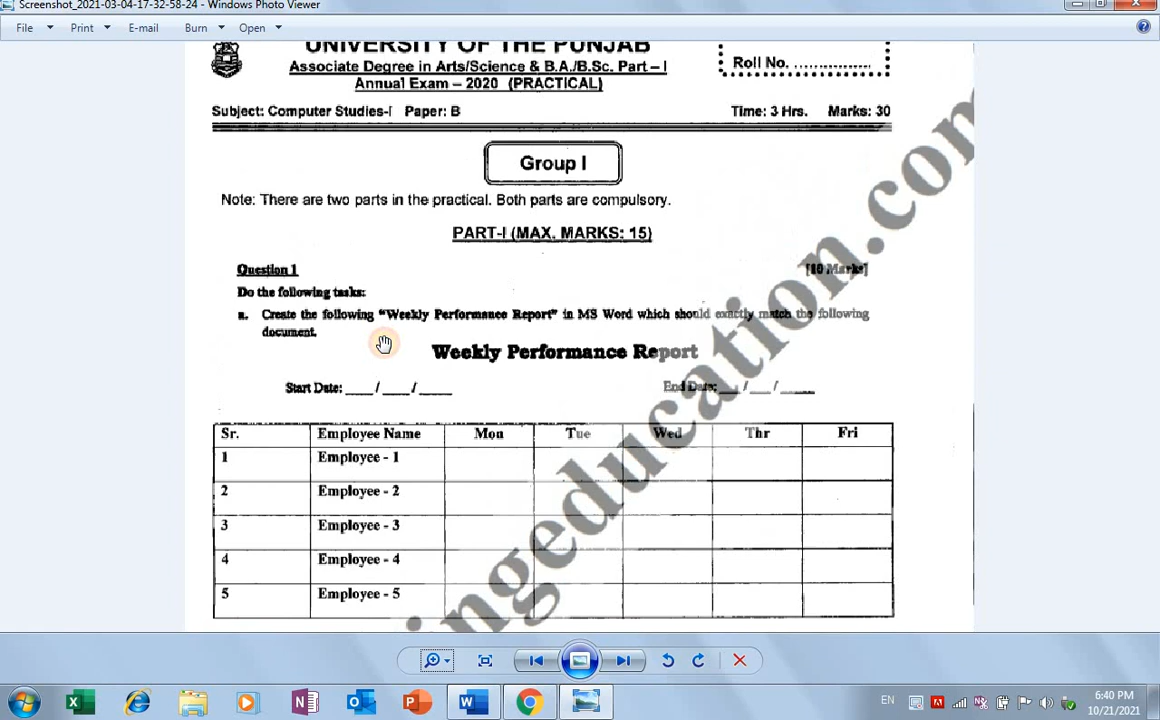 Screenshot_2021-03-04-17-32-58-24 - Windows Photo Viewer
File Print E-mail Burn Open
UNIVERSITY OF THE PUNJAB
Associate Degree in Arts/Science & B.A./B.Sc. Part – I
Roll No. ................
Annual Exam – 2020 (PRACTICAL)
Subject: Computer Studies-I Paper: B Time: 3 Hrs. Marks: 30
Group I
Note: There are two parts in the practical. Both parts are compulsory.
PART-I (MAX. MARKS: 15)
Question 1 [10 Marks]
Do the following tasks:
a. Create the following "Weekly Performance Report" in MS Word which should exactly match the following
document.
Weekly Performance Report
Start Date: ___/___/____ End Date: ___/___/____
Sr. Employee Name Mon Tue Wed Thr Fri
1 Employee - 1
2 Employee - 2
3 Employee - 3
4 Employee - 4
5 Employee - 5
ingeducation.com
EN
6:40 PM
10/21/2021